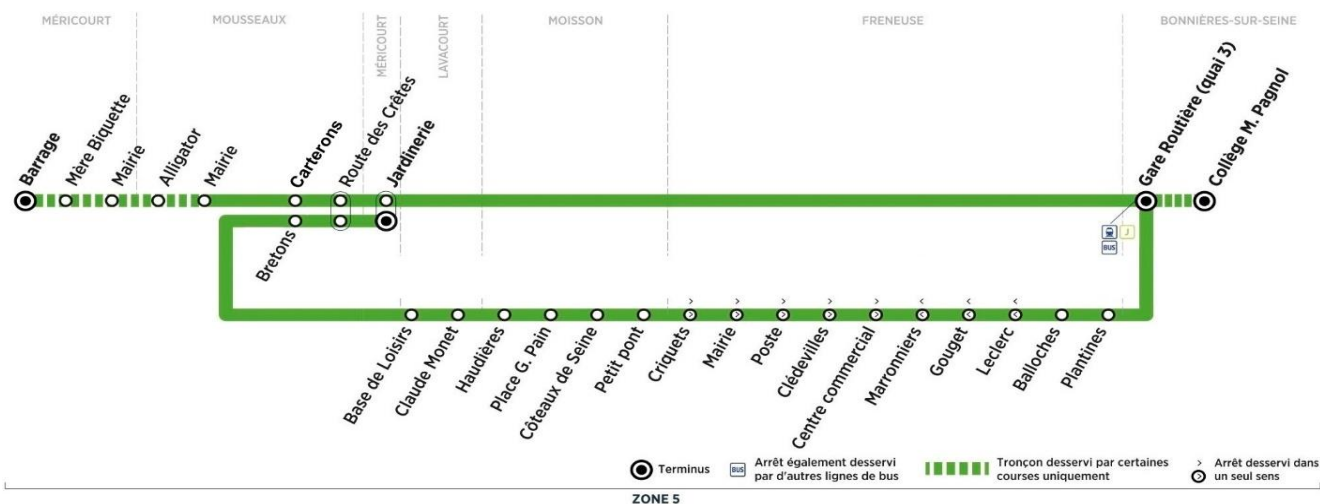 MÉRICOURT
MOUSSEAUX
MÉRICOURT
LAVACOURT
MOISSON
FRENEUSE
BONNIÈRES-SUR-SEINE
Barrage
Mère Biquette
Mairie
Alligator
Mairie
Carterons
Route des Crêtes
Jardinerie
Gare Routière (quai 3)
Collège M. Pagnol
J
BUS
Bretons
Base de Loisirs
Claude Monet
Haudières
Place G. Pain
Côteaux de Seine
Petit pont
Criquets
Mairie
Poste
Clédevilles
Centre commercial
Marronniers
Gouget
Leclerc
Balloches
Plantines
Terminus
BUS
Arrêt également desservi
par d'autres lignes de bus
Tronçon desservi par certaines
courses uniquement
Arrêt desservi dans
un seul sens
ZONE 5